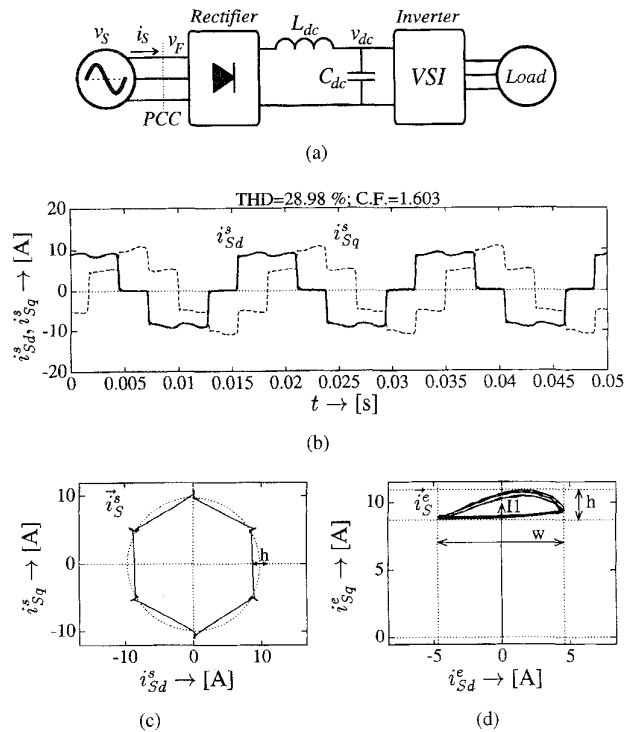 Rectifier Inverter
v_S i_S v_F L_dc v_dc
C_dc VSI Load
PCC
(a)
THD=28.98 %; C.F.=1.603
20
10
0
-10
-20
i^s_Sd i^s_Sq
i^s_Sd, i^s_Sq → [A]
0 0.005 0.01 0.015 0.02 0.025 0.03 0.035 0.04 0.045 0.05
t → [s]
(b)
10
0
-10
i^s_S
h
i^s_Sq → [A]
-10 0 10
i^s_Sd → [A]
(c)
10
5
0
i^e_S
I1
h
w
i^e_Sq → [A]
-5 0 5
i^e_Sd → [A]
(d)